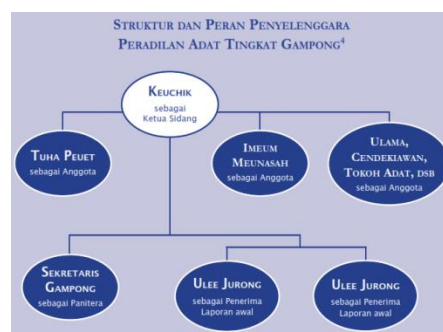 STRUKTUR DAN PERAN PENYELENGGARA
PERADILAN ADAT TINGKAT GAMPONG⁴
KEUCHIK
sebagai
Ketua Sidang
TUHA PEUET
sebagai Anggota
IMEUM
MEUNASAH
sebagai Anggota
ULAMA,
CENDEKIAWAN,
TOKOH ADAT, DSB
sebagai Anggota
SEKRETARIS
GAMPONG
sebagai Panitera
ULEE JURONG
sebagai Penerima
Laporan awal
ULEE JURONG
sebagai Penerima
Laporan awal